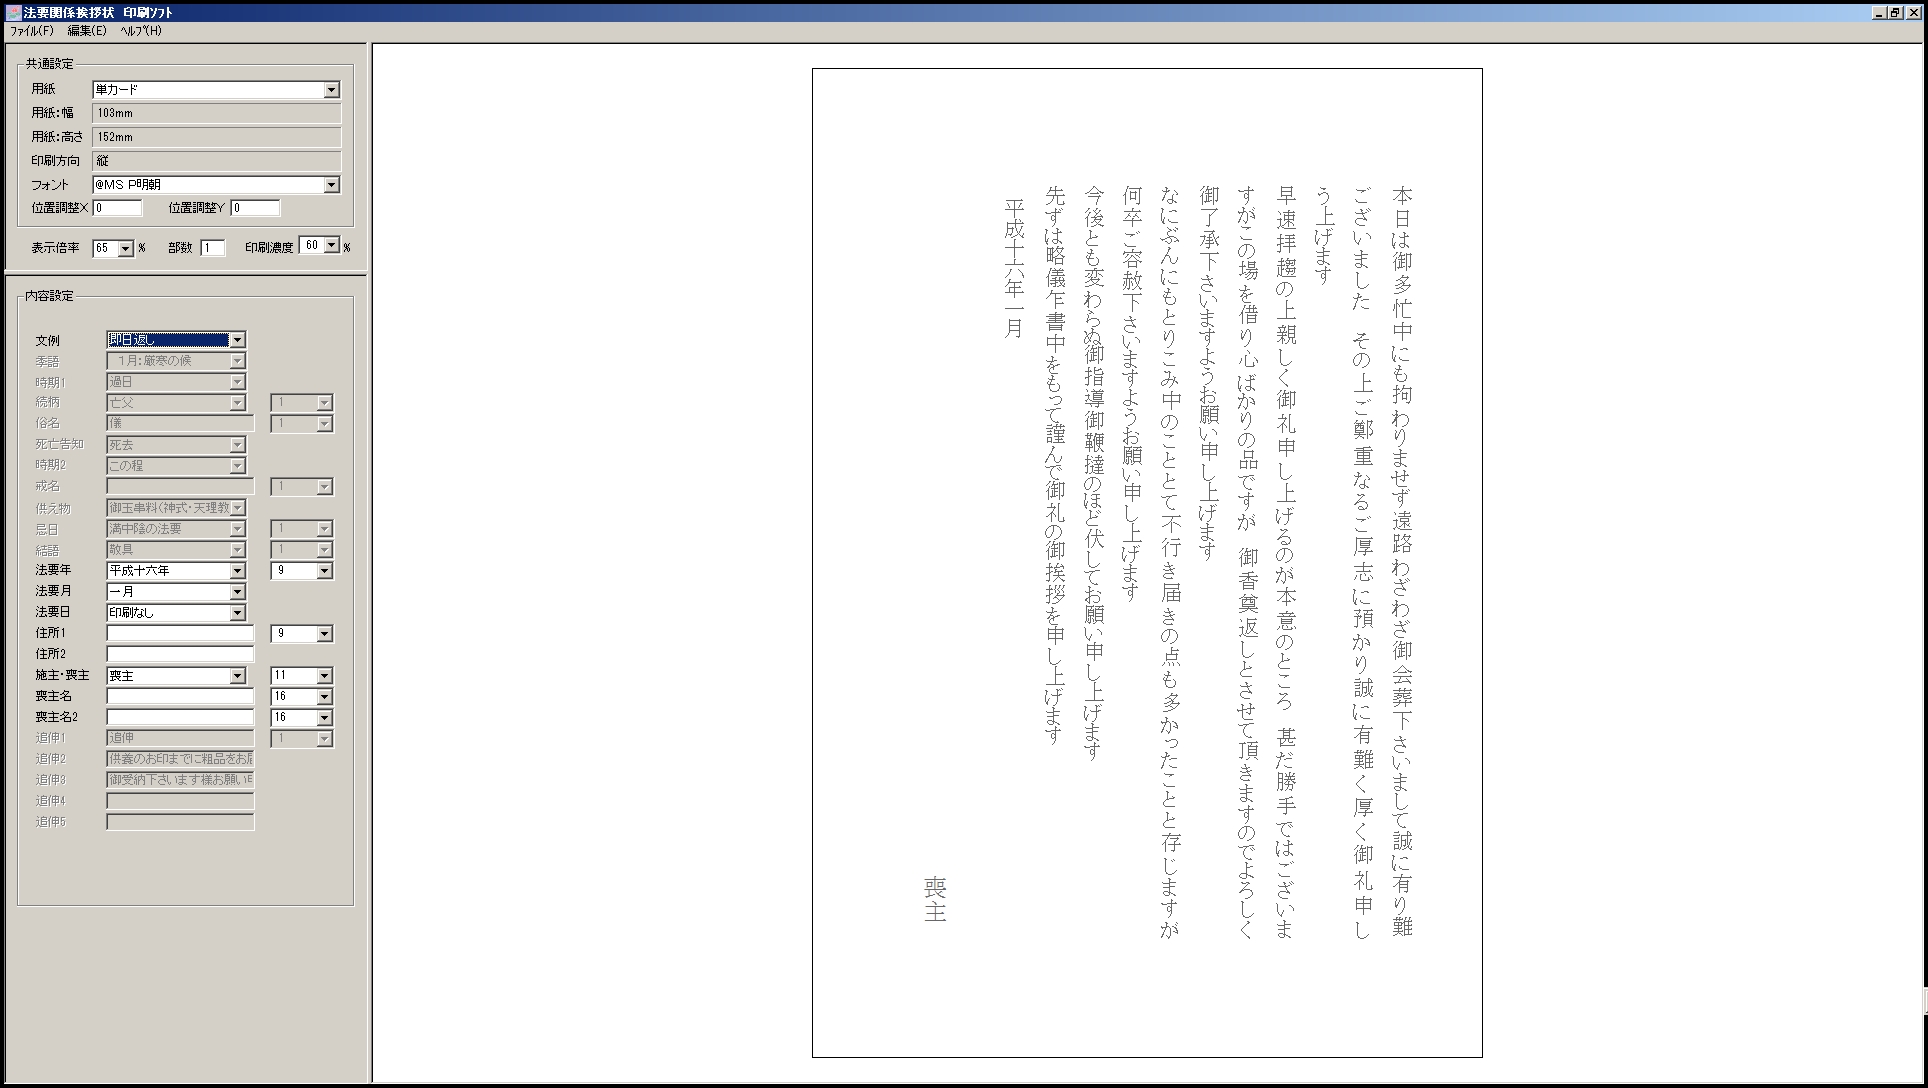 法要関係挨拶状 印刷ソフト
ファイル(F) 編集(E) ヘルプ(H)
共通設定
用紙 単カード
用紙:幅 103mm
用紙:高さ 152mm
印刷方向 縦
フォント @MS P明朝
位置調整X 0 位置調整Y 0
表示倍率 65 % 部数 1 印刷濃度 60 %
内容設定
文例 即日返し
季語 1月:厳寒の候
時期1 過日
続柄 亡父 1
俗名 儀 1
死亡告知 死去
時期2 この程
戒名 1
供え物 御玉串料(神式・天理教
忌日 満中陰の法要 1
結語 敬具 1
法要年 平成十六年 9
法要月 一月
法要日 印刷なし
住所1 9
住所2
施主・喪主 喪主 11
喪主名 16
喪主名2 16
追伸1 追伸 1
追伸2 供養のお印までに粗品をお届
追伸3 御受納下さいます様お願い申
追伸4
追伸5
本日は御多忙中にも拘わりませず遠路わざわざ御会葬下さいまして誠に有り難
ございました その上ご鄭重なるご厚志に預かり誠に有難く厚く御礼申し
う上げます
早速拝趨の上親しく御礼申し上げるのが本意のところ 甚だ勝手ではございま
すがこの場を借り心ばかりの品ですが 御香奠返しとさせて頂きますのでよろしく
御了承下さいますようお願い申し上げます
なにぶんにもとりこみ中のこととて不行き届きの点も多かったことと存じますが
何卒ご容赦下さいますようお願い申し上げます
今後とも変わらぬ御指導御鞭撻のほど伏してお願い申し上げます
先ずは略儀乍書中をもって謹んで御礼の御挨拶を申し上げます
平成十六年一月
喪主